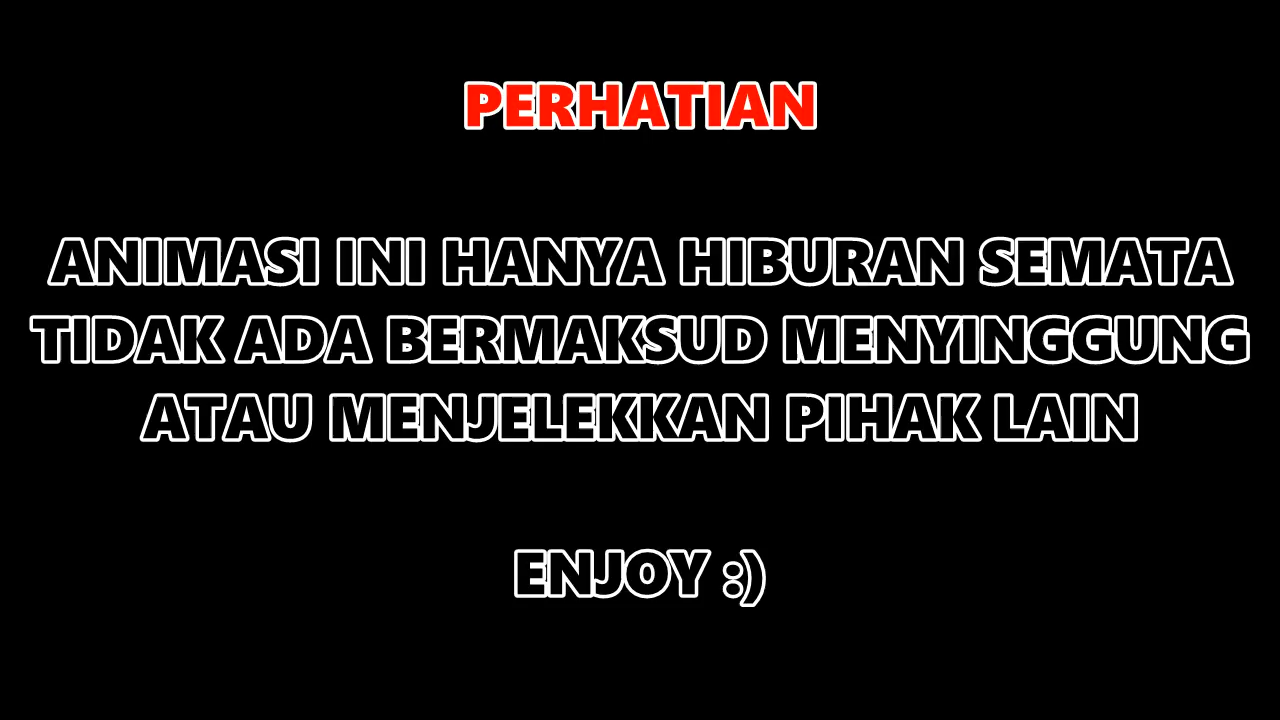 PERHATIAN
ANIMASI INI HANYA HIBURAN SEMATA
TIDAK ADA BERMAKSUD MENYINGGUNG
ATAU MENJELEKKAN PIHAK LAIN
ENJOY :)